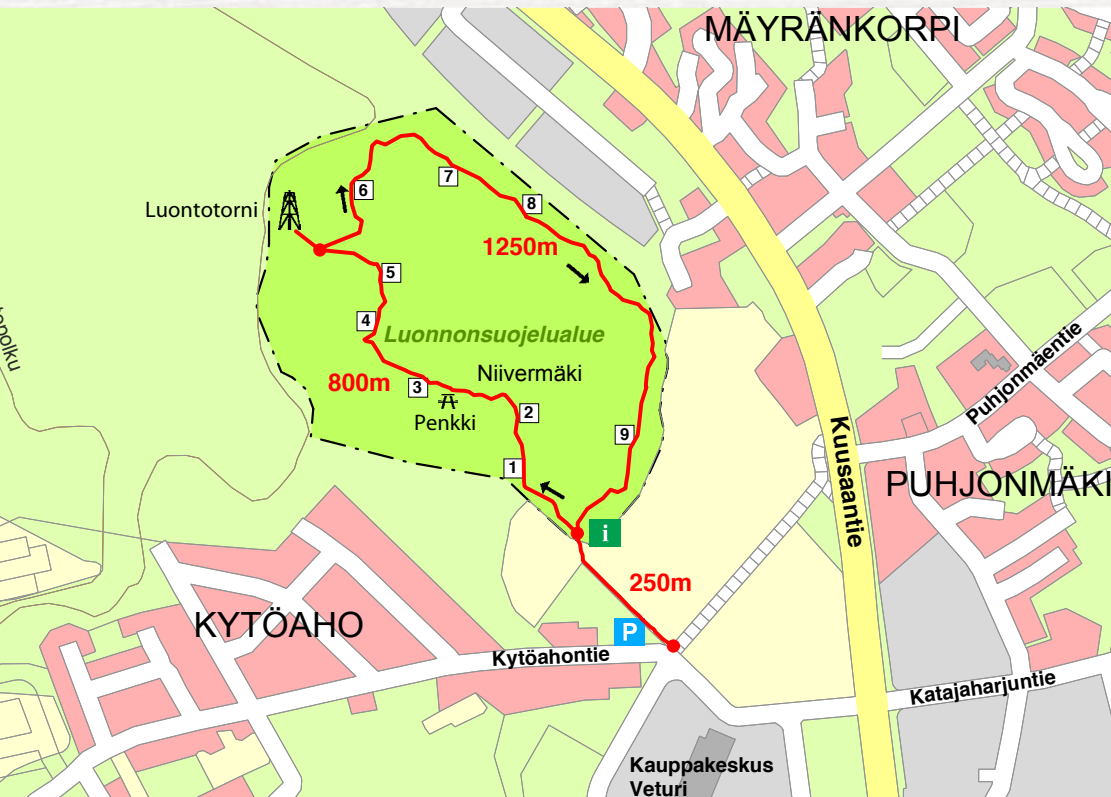 MÄYRÄNKORPI
6
7
8
Luontotorni
1250m
5
4
Luonnonsuojelualue
Niivermäki
800m
3
2
Penkki
9
1
Puhjonmäentie
Kuusaantie
PUHJONMÄKI
i
250m
KYTÖAHO
P
Kytöahontie
Katajaharjuntie
Kauppakeskus
Veturi